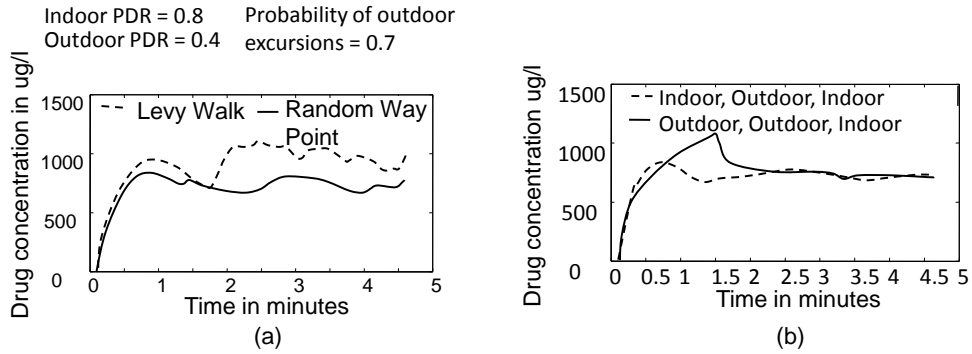 Indoor PDR = 0.8
Outdoor PDR = 0.4
Probability of outdoor
excursions = 0.7
Drug concentration in ug/l
1500
1000
500
0
Levy Walk
Random Way
Point
0 1 2 3 4 5
Time in minutes
(a)
Drug concentration ug/l
1500
1000
500
0
Indoor, Outdoor, Indoor
Outdoor, Outdoor, Indoor
0 0.5 1 1.5 2 2.5 3 3.5 4 4.5 5
Time in minutes
(b)